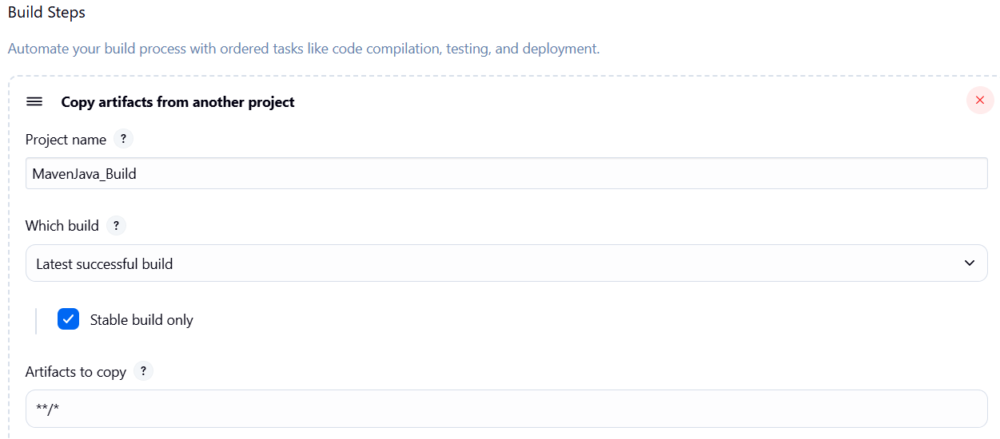 Build Steps
Automate your build process with ordered tasks like code compilation, testing, and deployment.
Copy artifacts from another project
Project name ?
MavenJava_Build
Which build ?
Latest successful build
Stable build only
Artifacts to copy ?
**/*